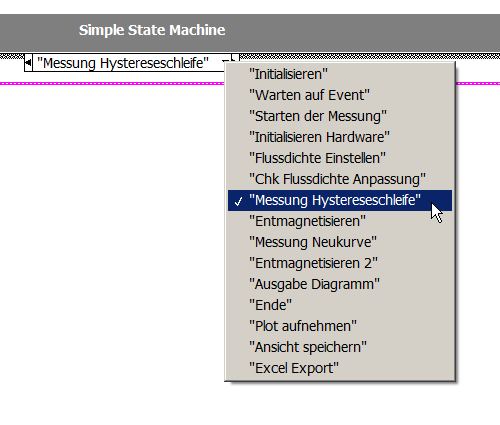 Simple State Machine
"Messung Hystereseschleife"
"Initialisieren"
"Warten auf Event"
"Starten der Messung"
"Initialisieren Hardware"
"Flussdichte Einstellen"
"Chk Flussdichte Anpassung"
"Messung Hystereseschleife"
"Entmagnetisieren"
"Messung Neukurve"
"Entmagnetisieren 2"
"Ausgabe Diagramm"
"Ende"
"Plot aufnehmen"
"Ansicht speichern"
"Excel Export"